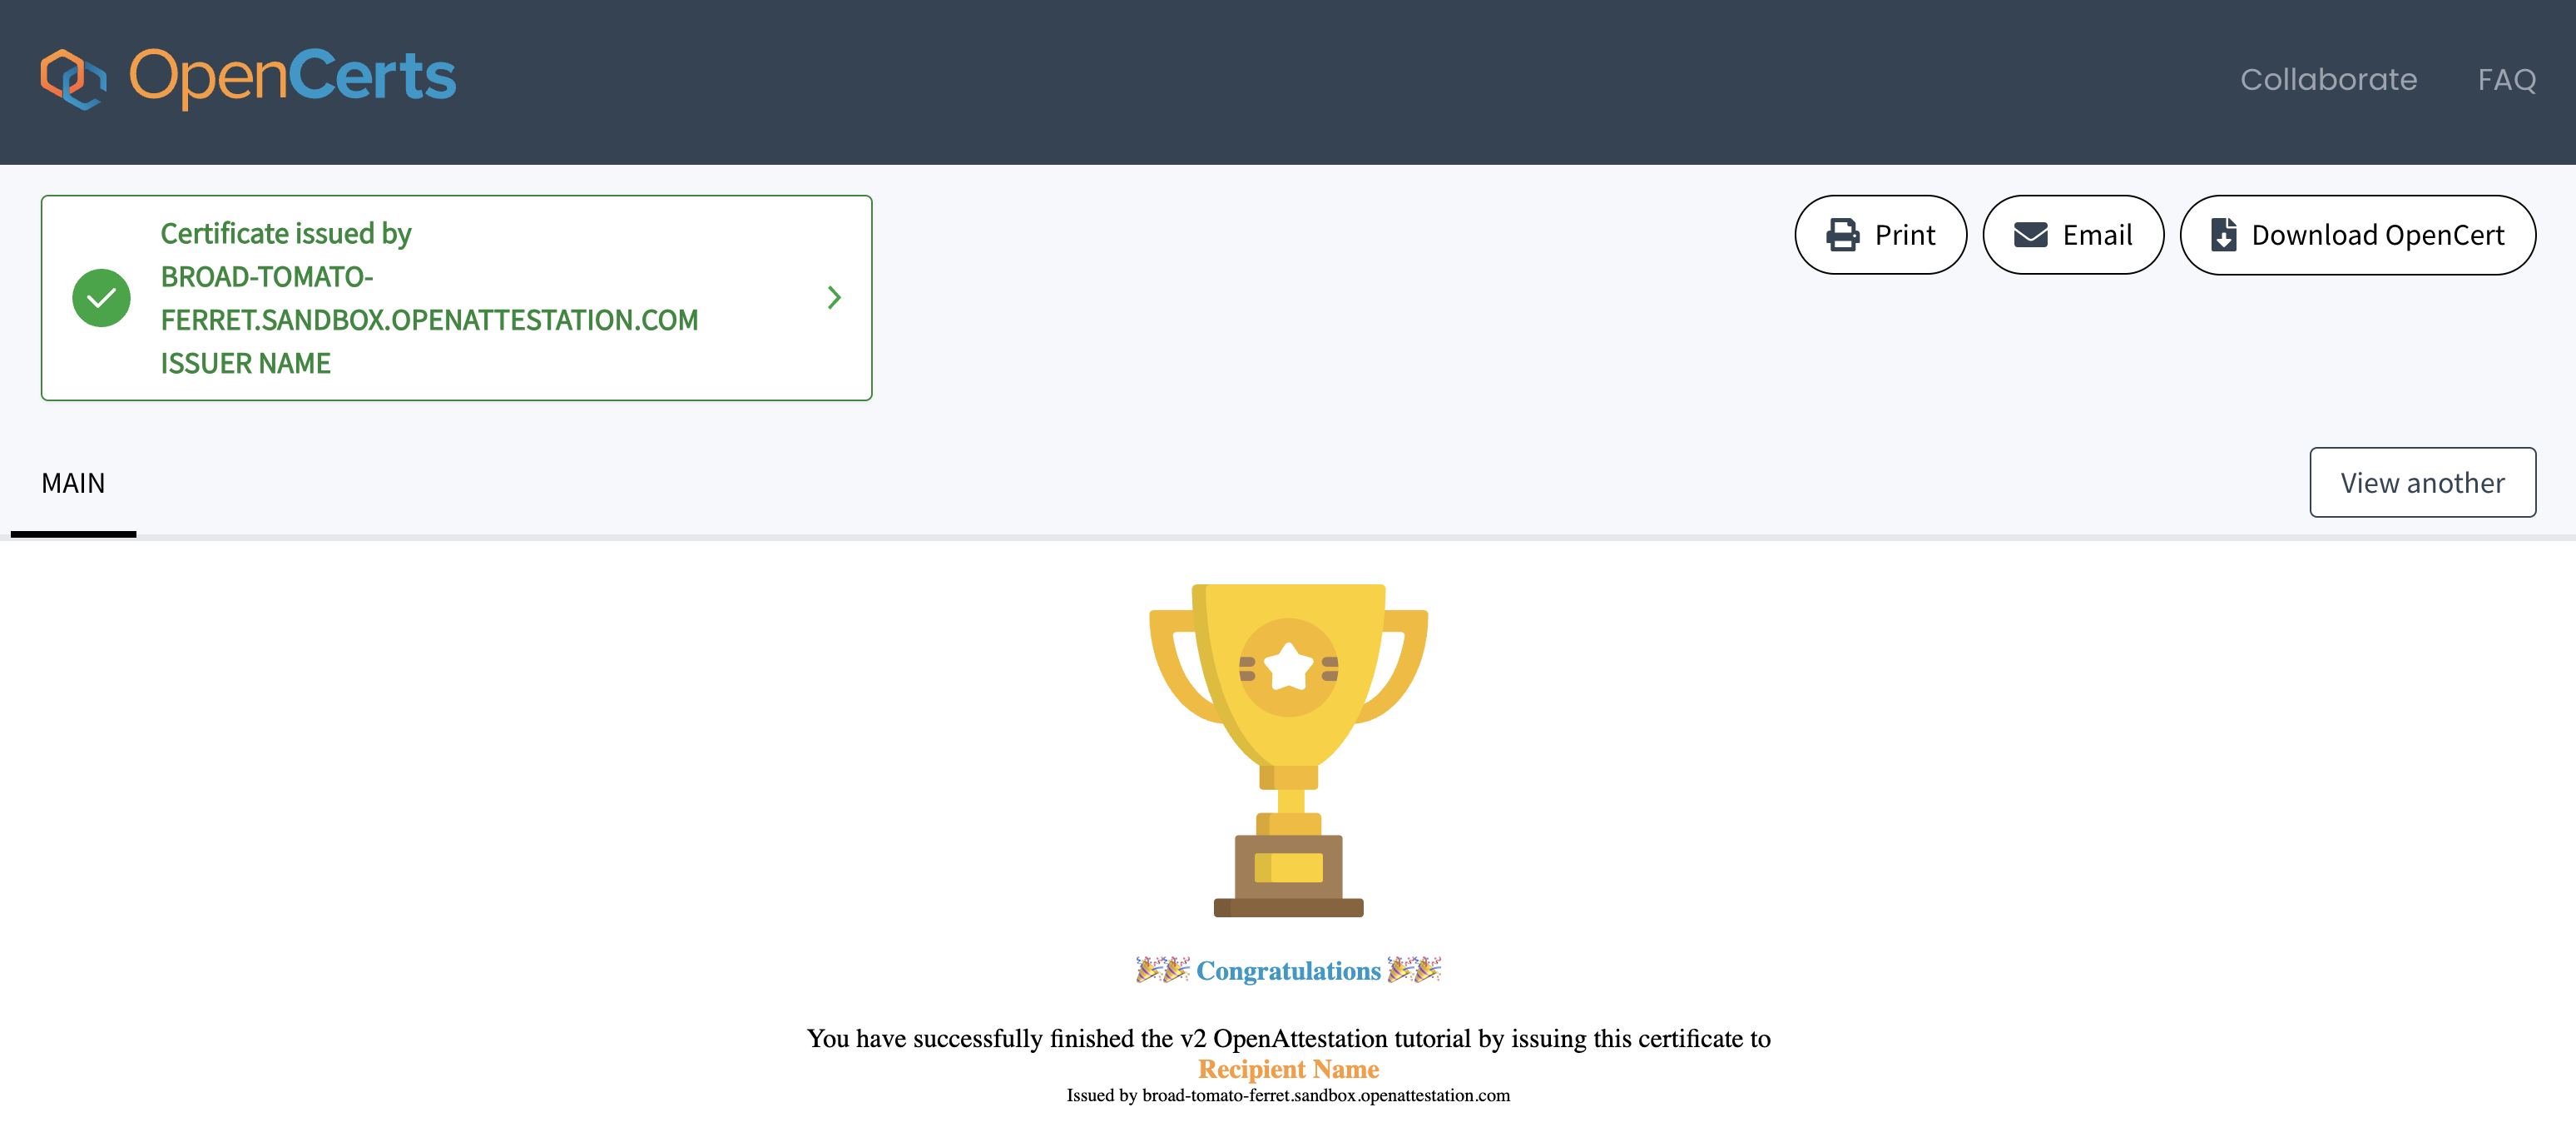 OpenCerts
Collaborate
FAQ
Certificate issued by
BROAD-TOMATO-
FERRET.SANDBOX.OPENATTESTATION.COM
ISSUER NAME
Print
Email
Download OpenCert
MAIN
View another
🎉🎉 Congratulations 🎉🎉
You have successfully finished the v2 OpenAttestation tutorial by issuing this certificate to
Recipient Name
Issued by broad-tomato-ferret.sandbox.openattestation.com